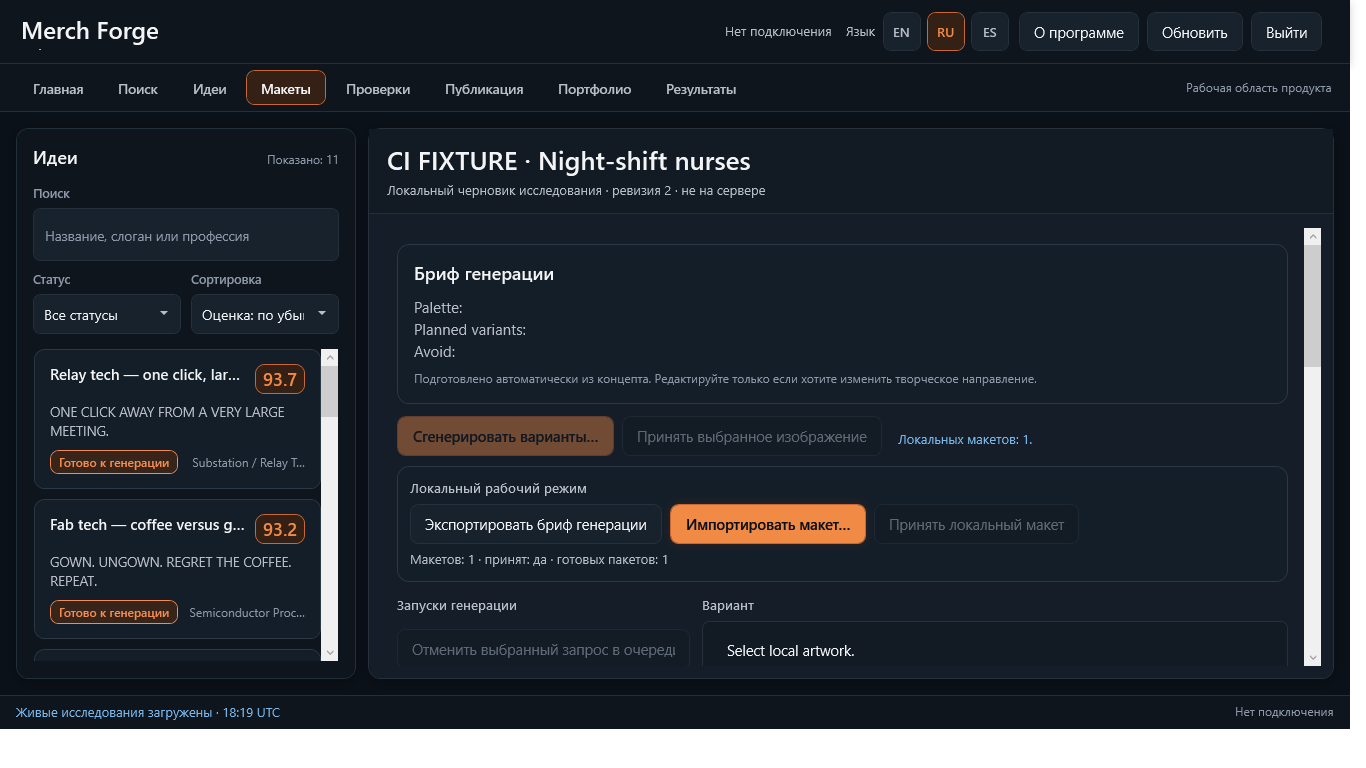 Merch Forge
Нет подключения
Язык
EN
RU
ES
О программе
Обновить
Выйти
Главная
Поиск
Идеи
Макеты
Проверки
Публикация
Портфолио
Результаты
Рабочая область продукта
Идеи
Показано: 11
Поиск
Название, слоган или профессия
Статус
Сортировка
Все статусы
Оценка: по убы
Relay tech — one click, lar...
93.7
ONE CLICK AWAY FROM A VERY LARGE
MEETING.
Готово к генерации
Substation / Relay T...
Fab tech — coffee versus g...
93.2
GOWN. UNGOWN. REGRET THE COFFEE.
REPEAT.
Готово к генерации
Semiconductor Proc...
CI FIXTURE · Night-shift nurses
Локальный черновик исследования · ревизия 2 · не на сервере
Бриф генерации
Palette:
Planned variants:
Avoid:
Подготовлено автоматически из концепта. Редактируйте только если хотите изменить творческое направление.
Сгенерировать варианты...
Принять выбранное изображение
Локальных макетов: 1.
Локальный рабочий режим
Экспортировать бриф генерации
Импортировать макет...
Принять локальный макет
Макетов: 1 · принят: да · готовых пакетов: 1
Запуски генерации
Вариант
Отменить выбранный запрос в очереди
Select local artwork.
Живые исследования загружены · 18:19 UTC
Нет подключения